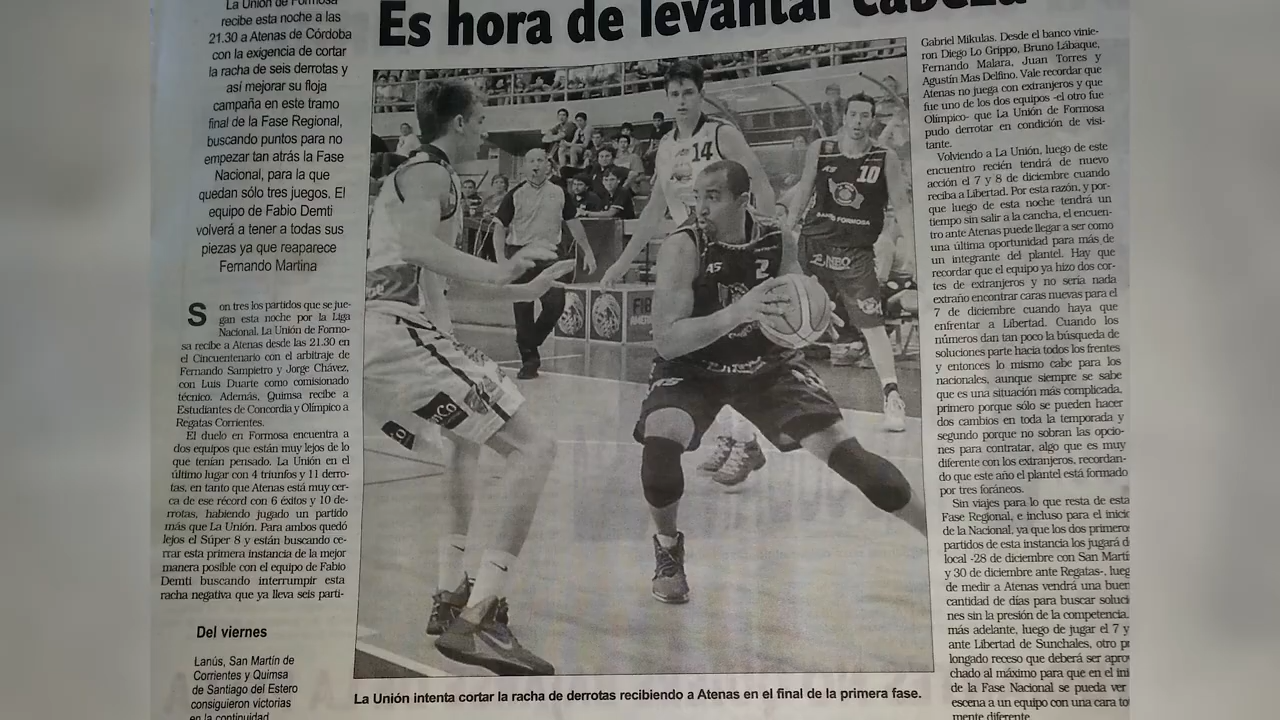 Es hora de levantar cabeza
La Unión de Formosa
recibe esta noche a las
21.30 a Atenas de Córdoba
con la exigencia de cortar
la racha de seis derrotas y
así mejorar su floja
campaña en este tramo
final de la Fase Regional,
buscando puntos para no
empezar tan atrás la Fase
Nacional, para la que
quedan sólo tres juegos. El
equipo de Fabio Demti
volverá a tener a todas sus
piezas ya que reaparece
Fernando Martina
Son tres los partidos que se jue-
gan esta noche por la Liga
Nacional. La Unión de Formo-
sa recibe a Atenas desde las 21.30 en
el Cincuentenario con el arbitraje de
Fernando Sampietro y Jorge Chávez,
con Luis Duarte como comisionado
técnico. Además, Quimsa recibe a
Estudiantes de Concordia y Olímpico a
Regatas Corrientes.
El duelo en Formosa encuentra a
dos equipos que están muy lejos de lo
que tenían pensado. La Unión en el
último lugar con 4 triunfos y 11 derro-
tas, en tanto que Atenas está muy cer-
ca de ese récord con 6 éxitos y 10 de-
rrotas, habiendo jugado un partido
más que La Unión. Para ambos quedó
lejos el Súper 8 y están buscando ce-
rrar esta primera instancia de la mejor
manera posible con el equipo de Fabio
Demti buscando interrumpir esta
racha negativa que ya lleva seis parti-
Del viernes
Lanús, San Martín de
Corrientes y Quimsa
de Santiago del Estero
consiguieron victorias
en la continuidad
14
10
BANCO FORMOSA
NEO
AS
2
AS
FIB
AMERI
La Unión intenta cortar la racha de derrotas recibiendo a Atenas en el final de la primera fase.
Gabriel Mikulas. Desde el banco vinie-
ron Diego Lo Grippo, Bruno Lábaque,
Fernando Malara, Juan Torres y
Agustín Mas Delfino. Vale recordar que
Atenas no juega con extranjeros y que
fue uno de los dos equipos -el otro fue
Olímpico- que La Unión de Formosa
pudo derrotar en condición de visi-
tante.
Volviendo a La Unión, luego de este
encuentro recién tendrá de nuevo
acción el 7 y 8 de diciembre cuando
reciba a Libertad. Por esta razón, y por-
que luego de esta noche tendrá un
tiempo sin salir a la cancha, el encuen-
tro ante Atenas puede llegar a ser como
una última oportunidad para más de
un integrante del plantel. Hay que
recordar que el equipo ya hizo dos cor-
tes de extranjeros y no sería nada
extraño encontrar caras nuevas para el
7 de diciembre cuando haya que
enfrentar a Libertad. Cuando los
números dan tan poco la búsqueda de
soluciones parte hacia todos los frentes
y entonces lo mismo cabe para los
nacionales, aunque siempre se sabe
que es una situación más complicada,
primero porque sólo se pueden hacer
dos cambios en toda la temporada y
segundo porque no sobran las opcio-
nes para contratar, algo que es muy
diferente con los extranjeros, recordan-
do que este año el plantel está formado
por tres foráneos.
Sin viajes para lo que resta de esta
Fase Regional, e incluso para el inicio
de la Nacional, ya que los dos primeros
partidos de esta instancia los jugará d
local -28 de diciembre con San Martí
y 30 de diciembre ante Regatas-, lueg
de medir a Atenas vendrá una buen
cantidad de días para buscar soluci
nes sin la presión de la competencia.
más adelante, luego de jugar el 7 y
ante Libertad de Sunchales, otro pr
longado receso que deberá ser apro
chado al máximo para que en el ini
de la Fase Nacional se pueda ver
escena a un equipo con una cara to
mente diferente.